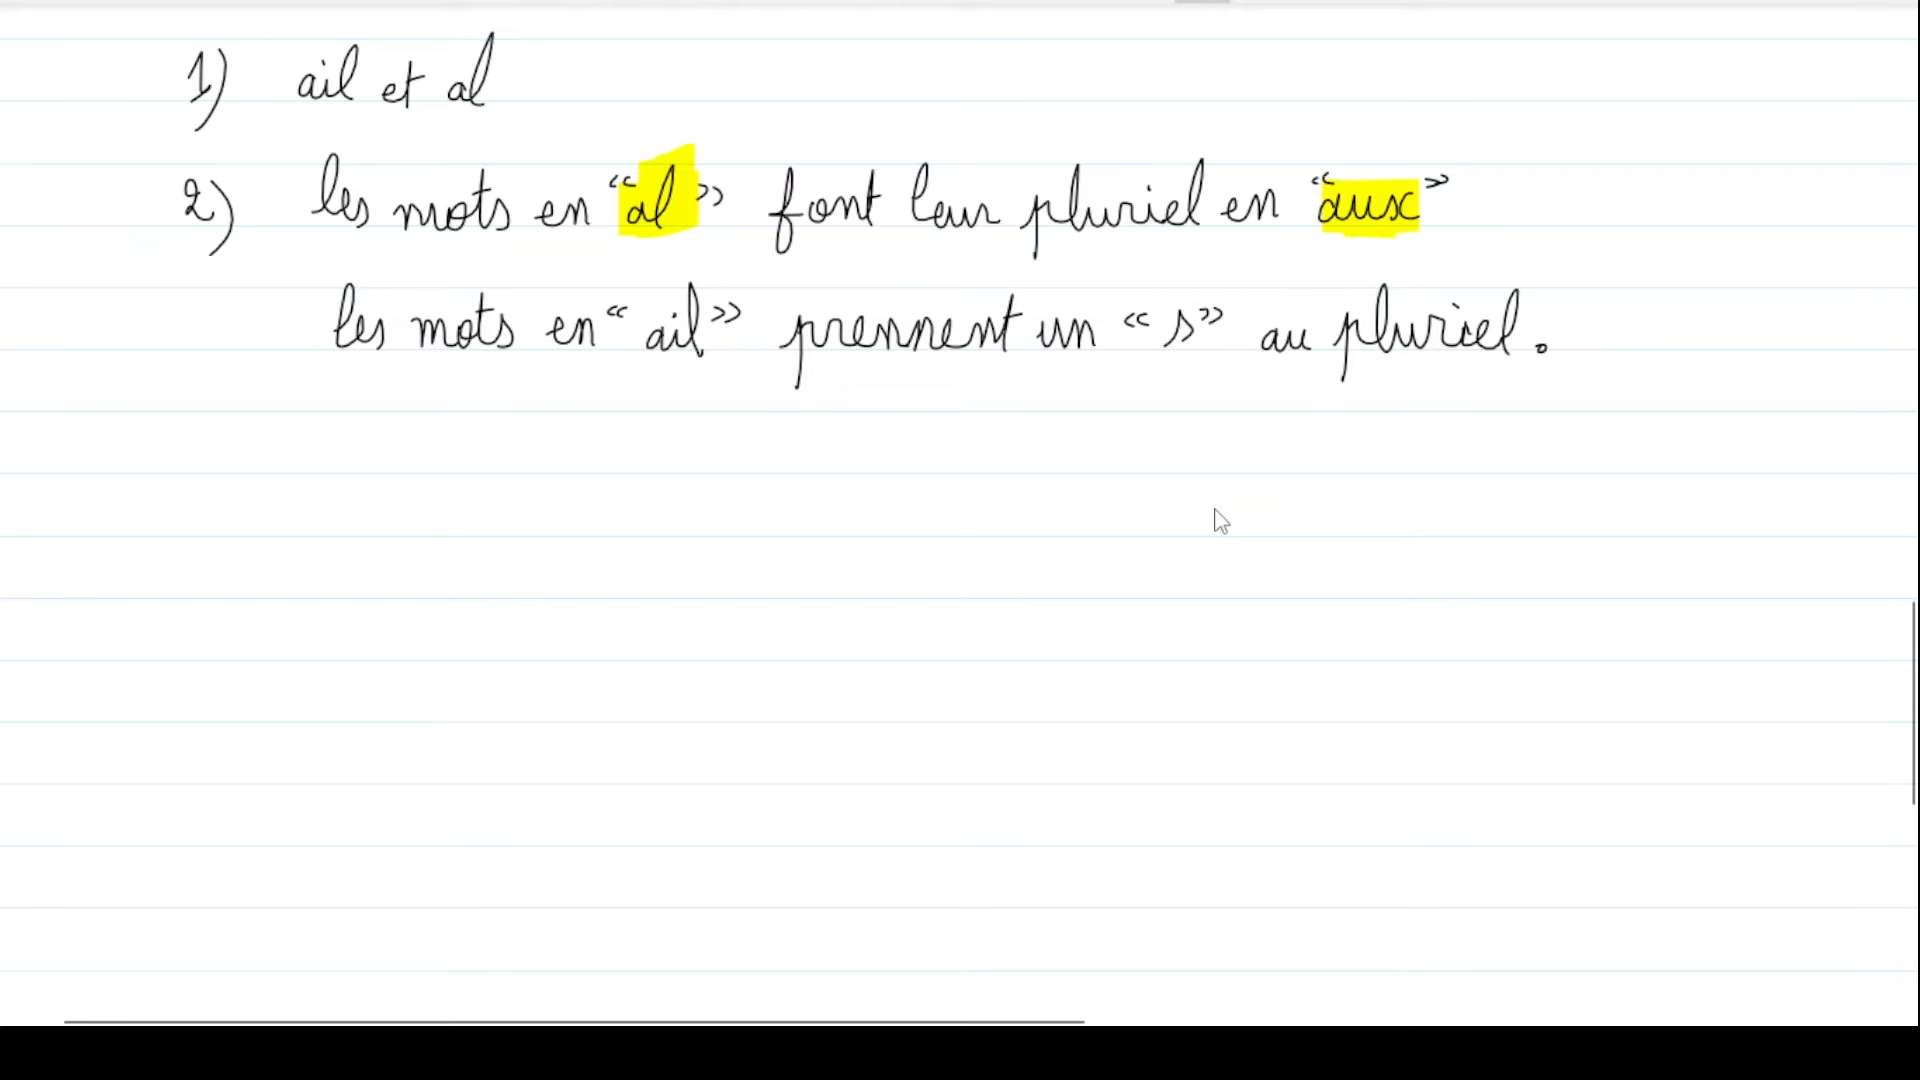 1) ail et al
2) les mots en "al" font leur pluriel en "aux"
les mots en "ail" prennent un "s" au pluriel.